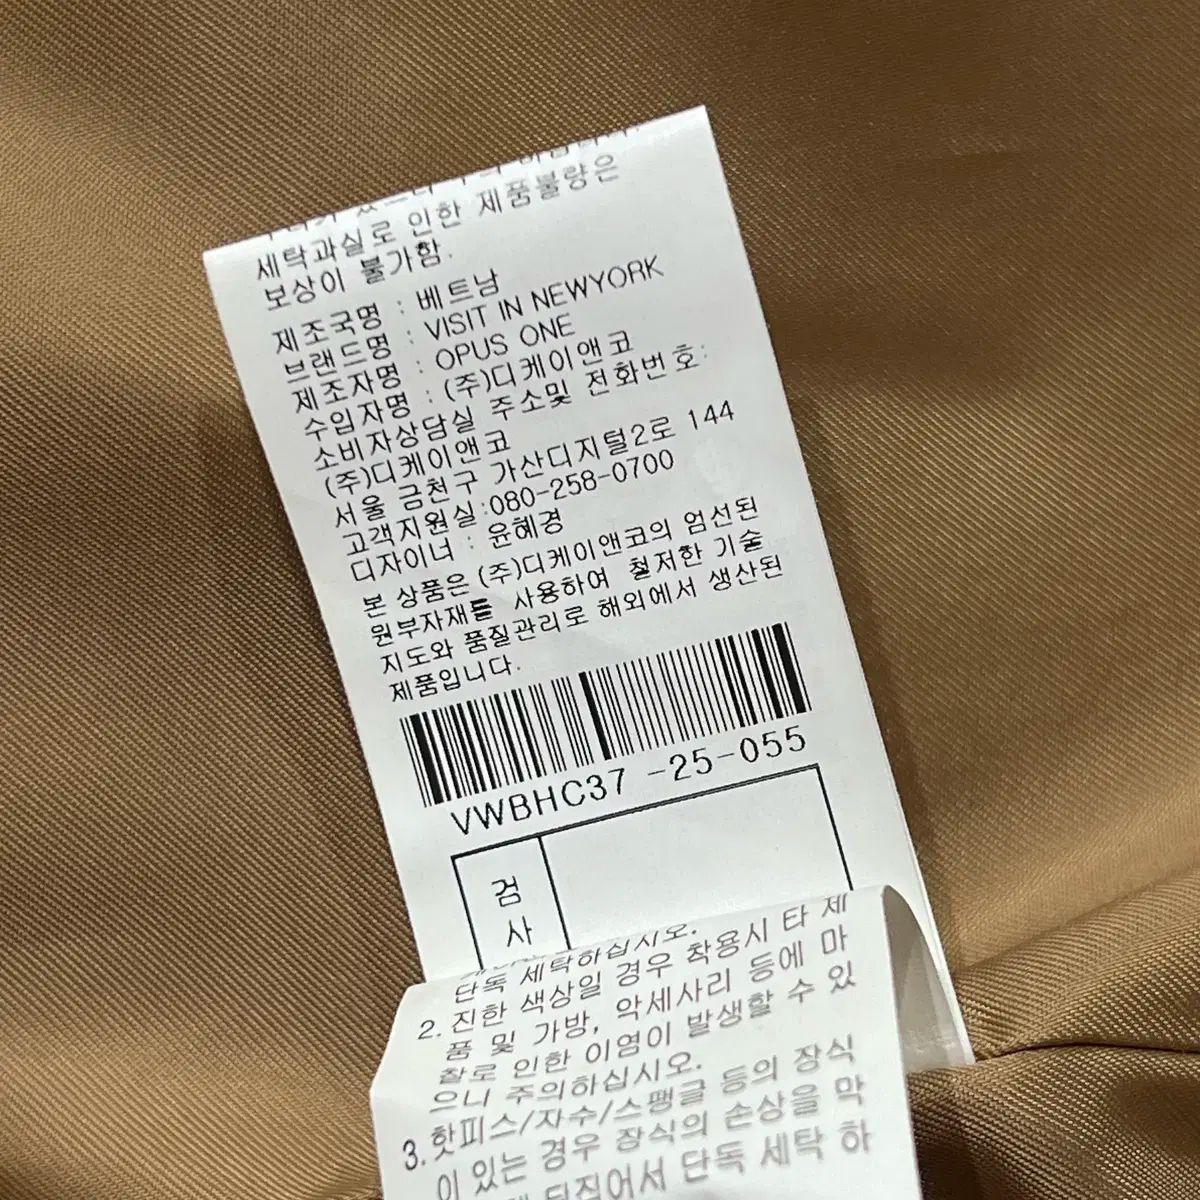 세탁과실로 인한 제품불량은
보상이 불가함.
제조국명 : 베트남
브랜드명 : VISIT IN NEWYORK
제조자명 : OPUS ONE
수입자명 : (주)디케이앤코
소비자상담실 주소및 전화번호:
(주)디케이앤코
서울 금천구 가산디지털2로 144
고객지원실:080-258-0700
디자이너 : 윤혜경
본 상품은 (주)디케이앤코의 엄선된
원부자재를 사용하여 철저한 기술
지도와 품질관리로 해외에서 생산된
제품입니다.
VWBHC37 -25-055
검
사
단독 세탁하십시오.
2. 진한 색상일 경우 착용시 타 제
품 및 가방, 악세사리 등에 마
찰로 인한 이염이 발생할 수 있
으니 주의하십시오.
3. 핫피스/자수/스팽글 등의 장식
이 있는 경우 장식의 손상을 막
뒤집어서 단독 세탁 하